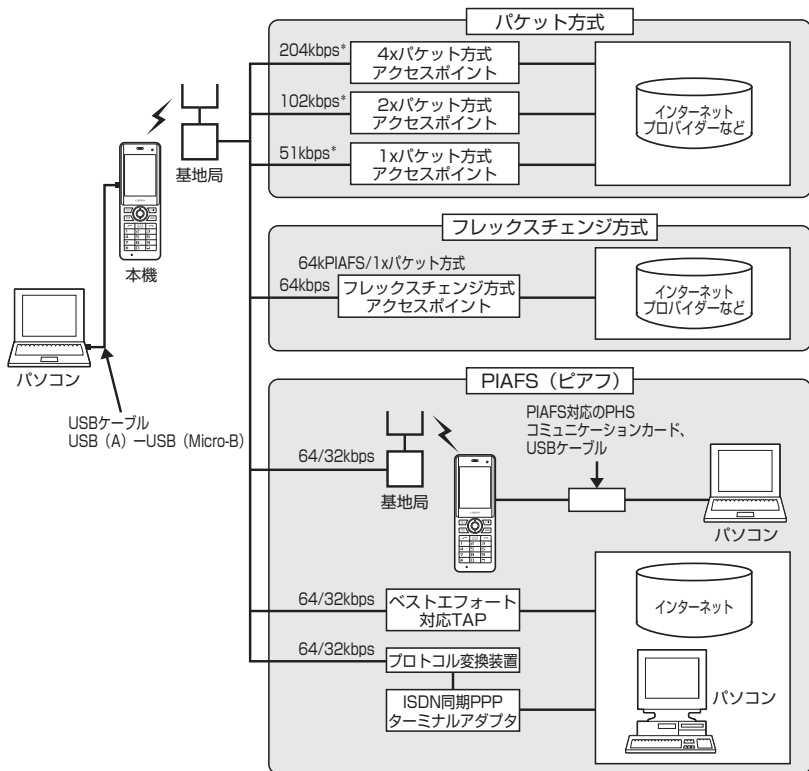 パケット方式
204kbps*
4xパケット方式
アクセスポイント
102kbps*
2xパケット方式
アクセスポイント
51kbps*
1xパケット方式
アクセスポイント
インターネット
プロバイダーなど
基地局
本機
パソコン
USBケーブル
USB（A）ーUSB（Micro-B）
フレックスチェンジ方式
64kPIAFS/1xパケット方式
64kbps
フレックスチェンジ方式
アクセスポイント
インターネット
プロバイダーなど
PIAFS（ピアフ）
PIAFS対応のPHS
コミュニケーションカード、
USBケーブル
64/32kbps
基地局
パソコン
64/32kbps
ベストエフォート
対応TAP
インターネット
64/32kbps
プロトコル変換装置
ISDN同期PPP
ターミナルアダプタ
パソコン